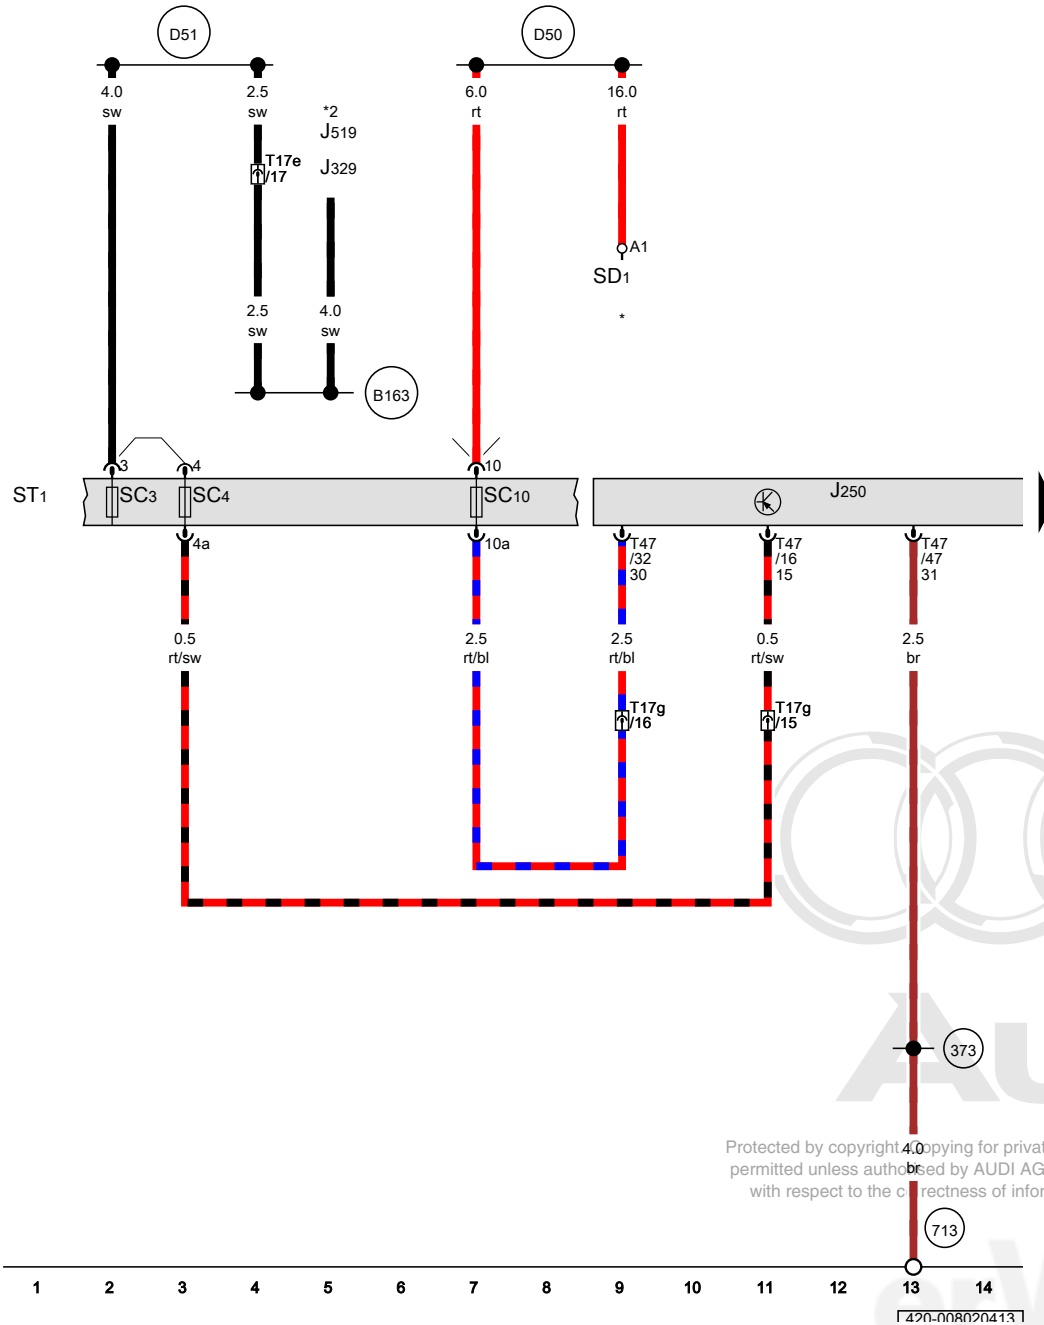 D51
D50
4.0
sw
2.5
sw
*2
J519
J329
6.0
rt
16.0
rt
T17e
/17
A1
SD1
*
2.5
sw
4.0
sw
B163
3
4
10
ST1
SC3
SC4
SC10
J250
4a
10a
T47
/32
30
T47
/16
15
T47
/47
31
0.5
rt/sw
2.5
rt/bl
2.5
rt/bl
0.5
rt/sw
2.5
br
T17g
/16
T17g
/15
373
Protected by copyright. Copying for privat
permitted unless authorised by AUDI AG
with respect to the correctness of infor
4.0
br
713
1 2 3 4 5 6 7 8 9 10 11 12 13 14
420-008020413